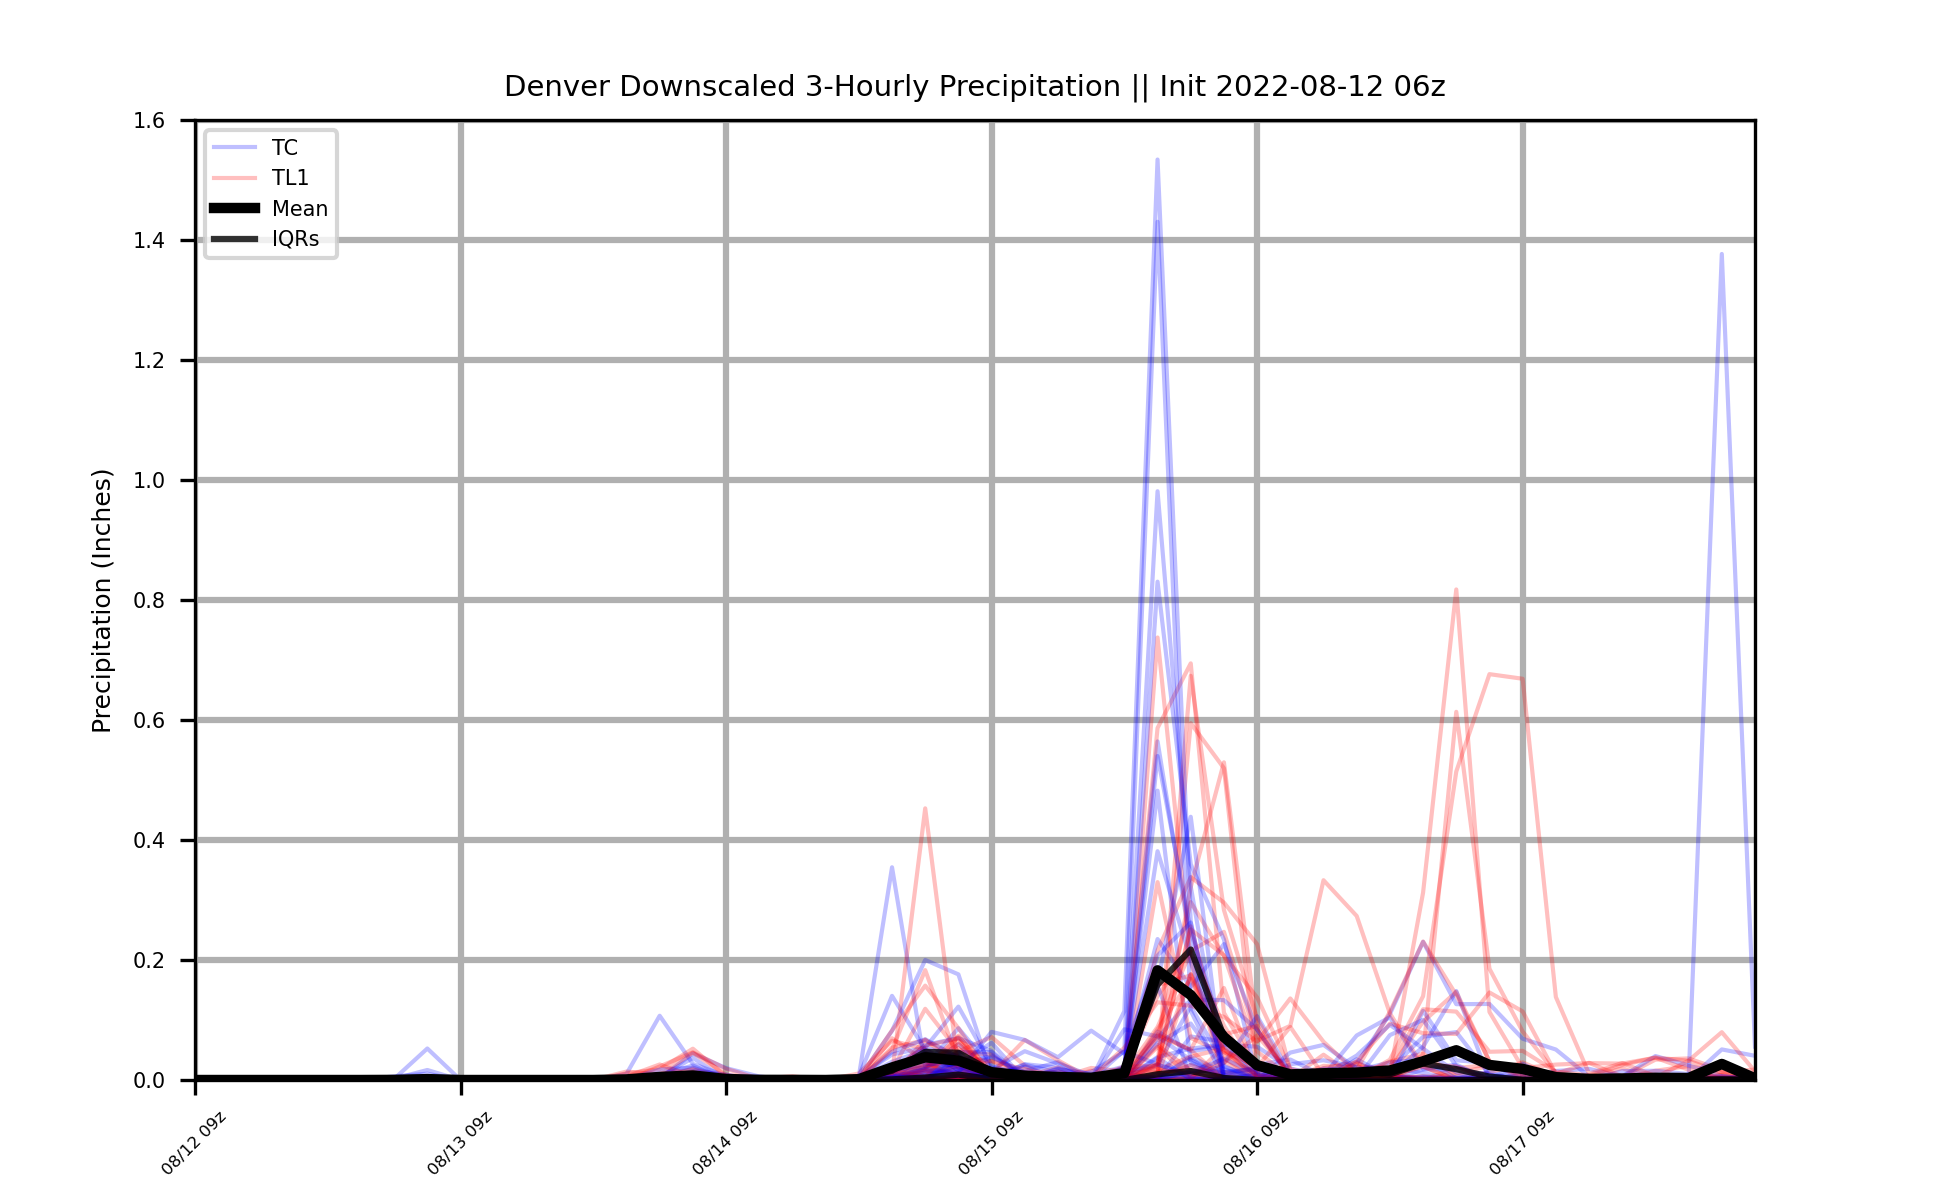 Denver Downscaled 3-Hourly Precipitation || Init 2022-08-12 06z
TC
TL1
Mean
IQRs
Precipitation (Inches)
1.6
1.4
1.2
1.0
0.8
0.6
0.4
0.2
0.0
08/12 09z
08/13 09z
08/14 09z
08/15 09z
08/16 09z
08/17 09z